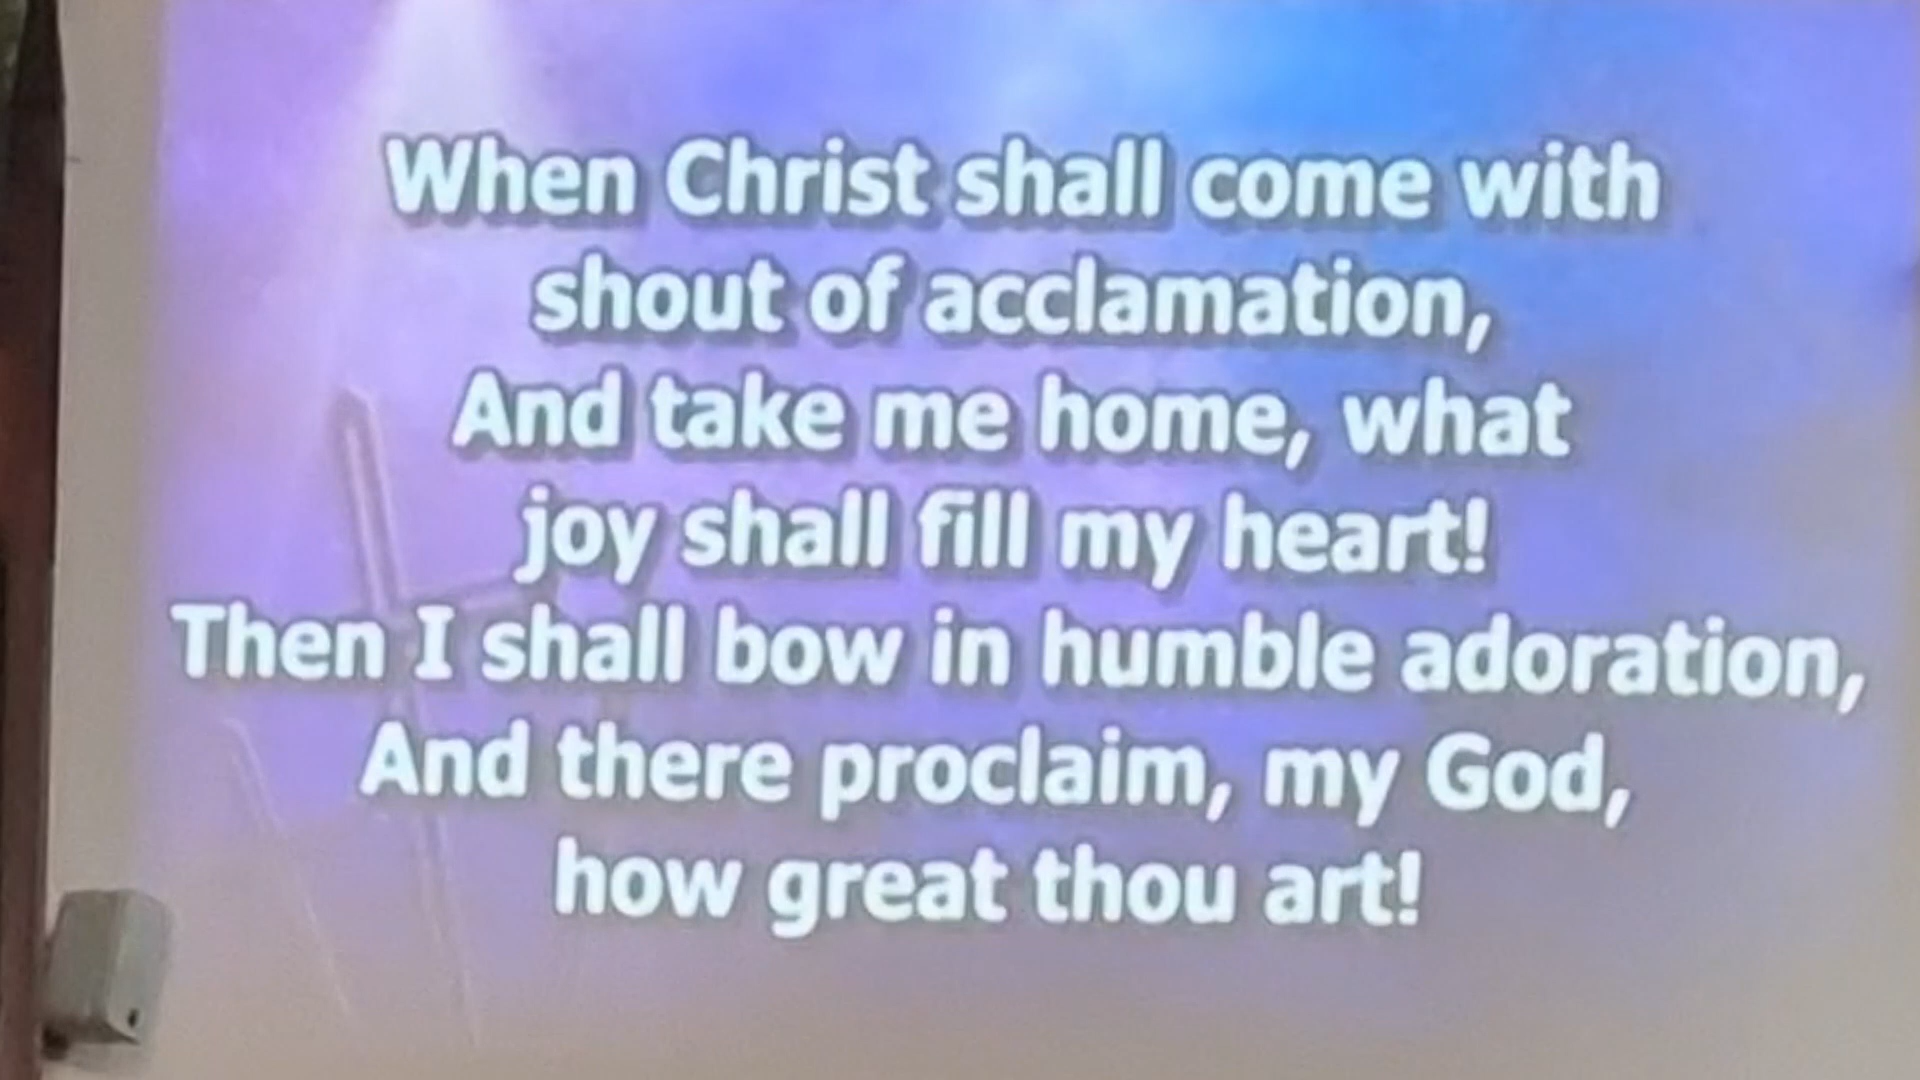 When Christ shall come with
shout of acclamation,
And take me home, what
joy shall fill my heart!
Then I shall bow in humble adoration,
And there proclaim, my God,
how great thou art!